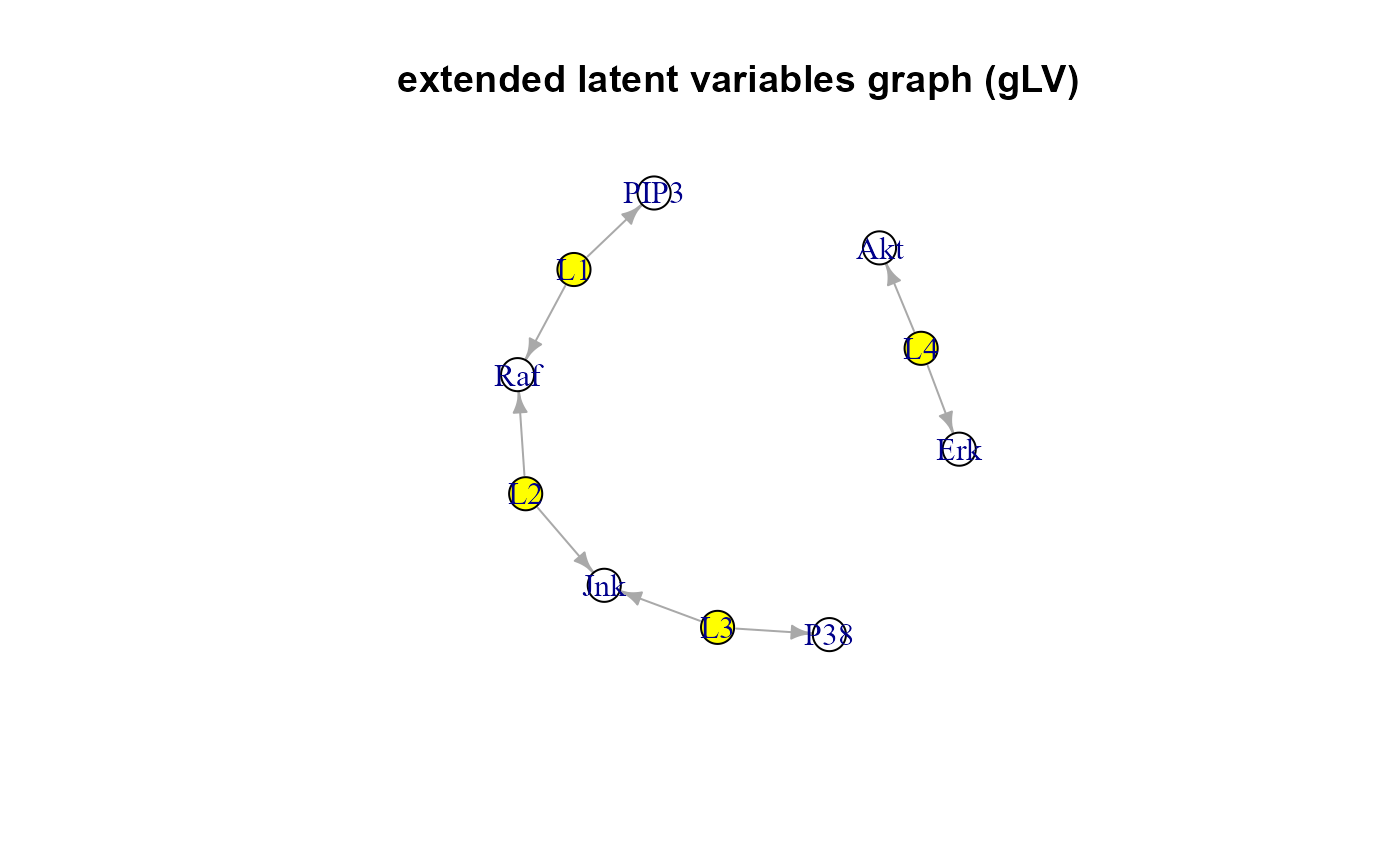 extended latent variables graph (gLV)
PIP3
Akt
L1
L4
Raf
Erk
L2
Jnk
L3
P38